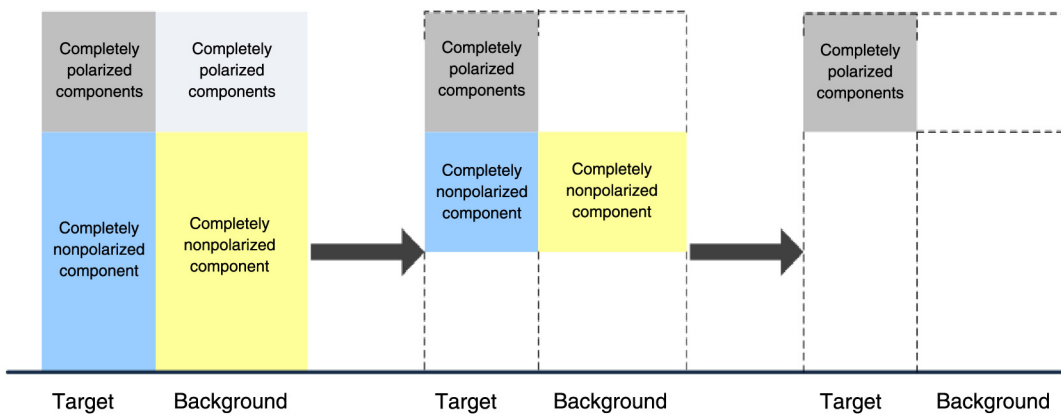 Completely
polarized
components
Completely
polarized
components
Completely
nonpolarized
component
Completely
nonpolarized
component
Target
Background
Completely
polarized
components
Completely
nonpolarized
component
Completely
nonpolarized
component
Target
Background
Completely
polarized
components
Target
Background